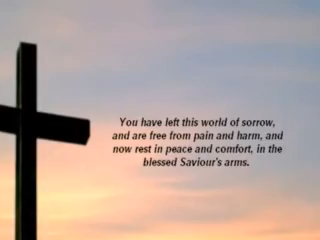 You have left this world of sorrow,
and are free from pain and harm, and
now rest in peace and comfort, in the
blessed Saviour's arms.